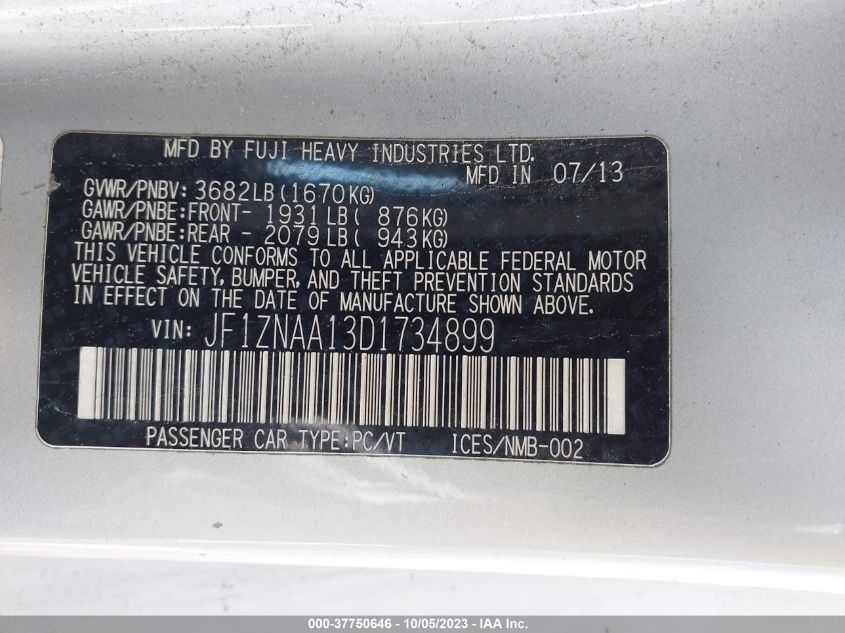 MFD BY FUJI HEAVY INDUSTRIES LTD.
MFD IN 07/13
GVWR/PNBV: 3682LB(1670KG)
GAWR/PNBE:FRONT- 1931LB( 876KG)
GAWR/PNBE:REAR - 2079LB( 943KG)
THIS VEHICLE CONFORMS TO ALL APPLICABLE FEDERAL MOTOR
VEHICLE SAFETY, BUMPER, AND THEFT PREVENTION STANDARDS
IN EFFECT ON THE DATE OF MANUFACTURE SHOWN ABOVE.
VIN: JF1ZNAA13D1734899
PASSENGER CAR TYPE:PC/VT ICES/NMB-002
000-37750646 - 10/05/2023 - IAA Inc.